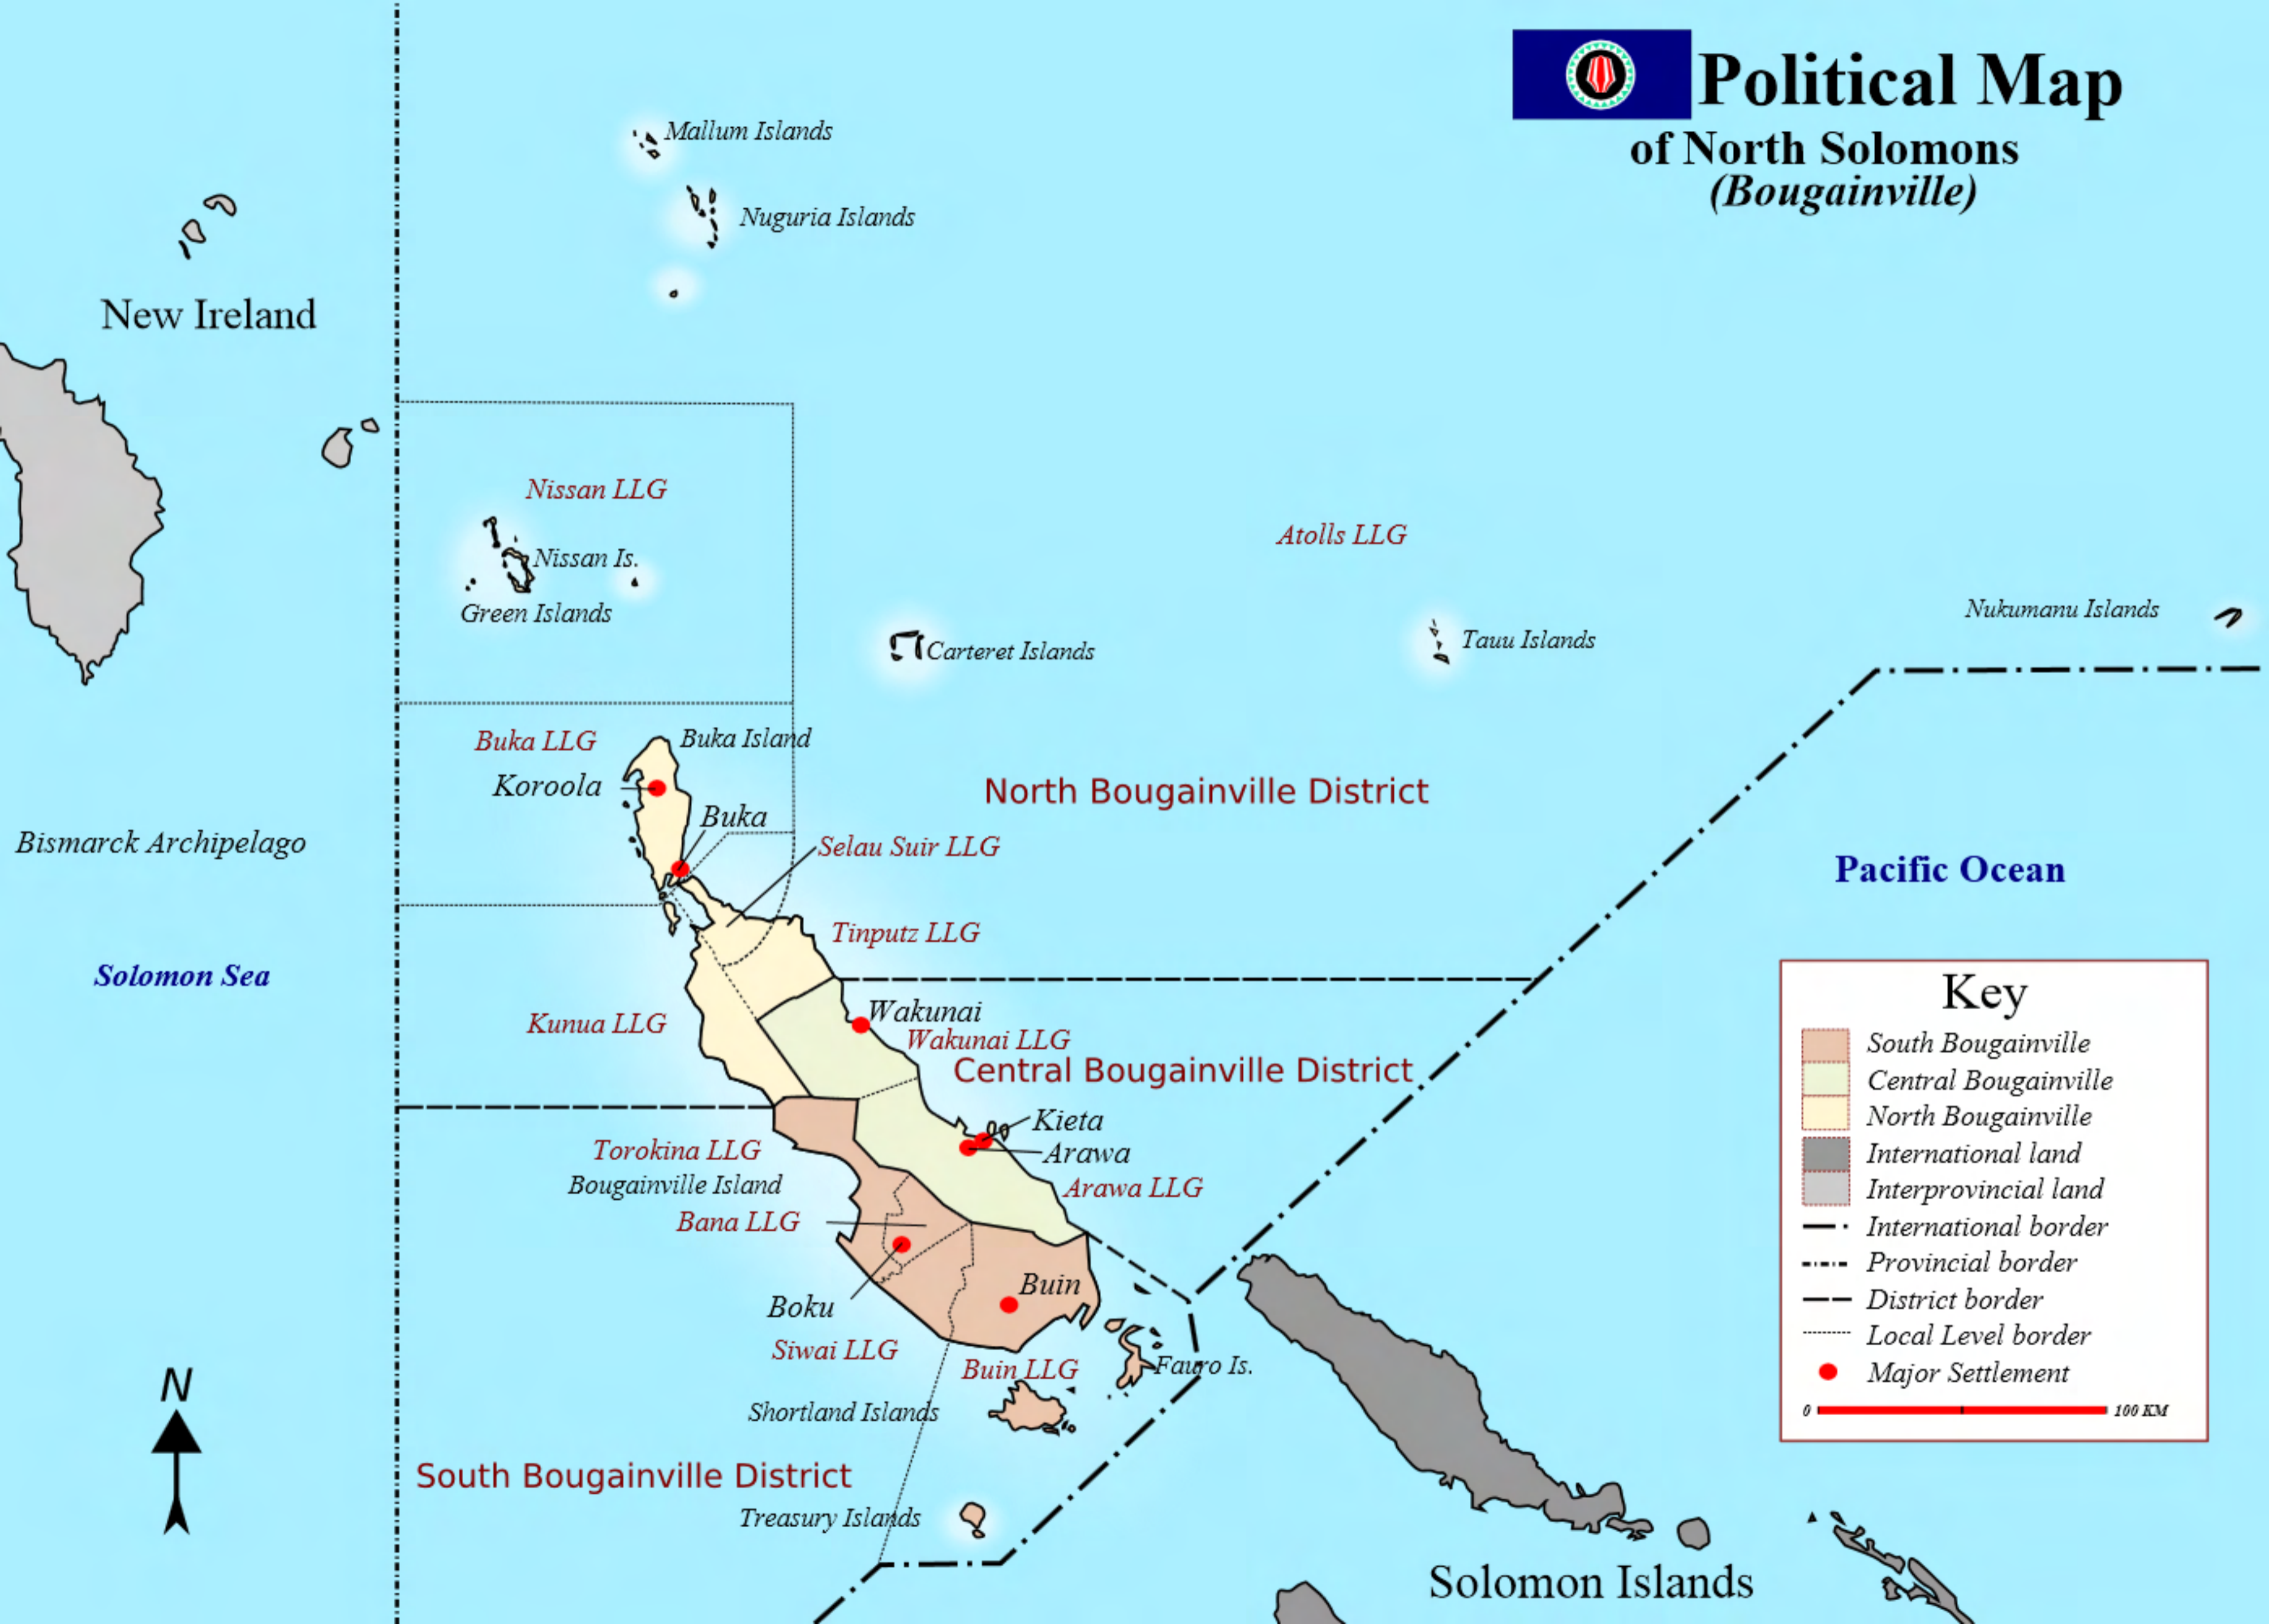 Political Map
of North Solomons
(Bougainville)
Mallum Islands
Nuguria Islands
New Ireland
Nissan LLG
Nissan Is.
Green Islands
Atolls LLG
Carteret Islands
Tauu Islands
Nukumanu Islands
Buka LLG
Buka Island
Koroola
Buka
North Bougainville District
Bismarck Archipelago
Selau Suir LLG
Pacific Ocean
Tinputz LLG
Solomon Sea
Kunua LLG
Wakunai
Wakunai LLG
Central Bougainville District
Kieta
Arawa
Torokina LLG
Bougainville Island
Arawa LLG
Bana LLG
Buin
Boku
Siwai LLG
Buin LLG
Fauro Is.
Shortland Islands
South Bougainville District
Treasury Islands
Solomon Islands
N
Key
South Bougainville
Central Bougainville
North Bougainville
International land
Interprovincial land
International border
Provincial border
District border
Local Level border
Major Settlement
0 100 KM